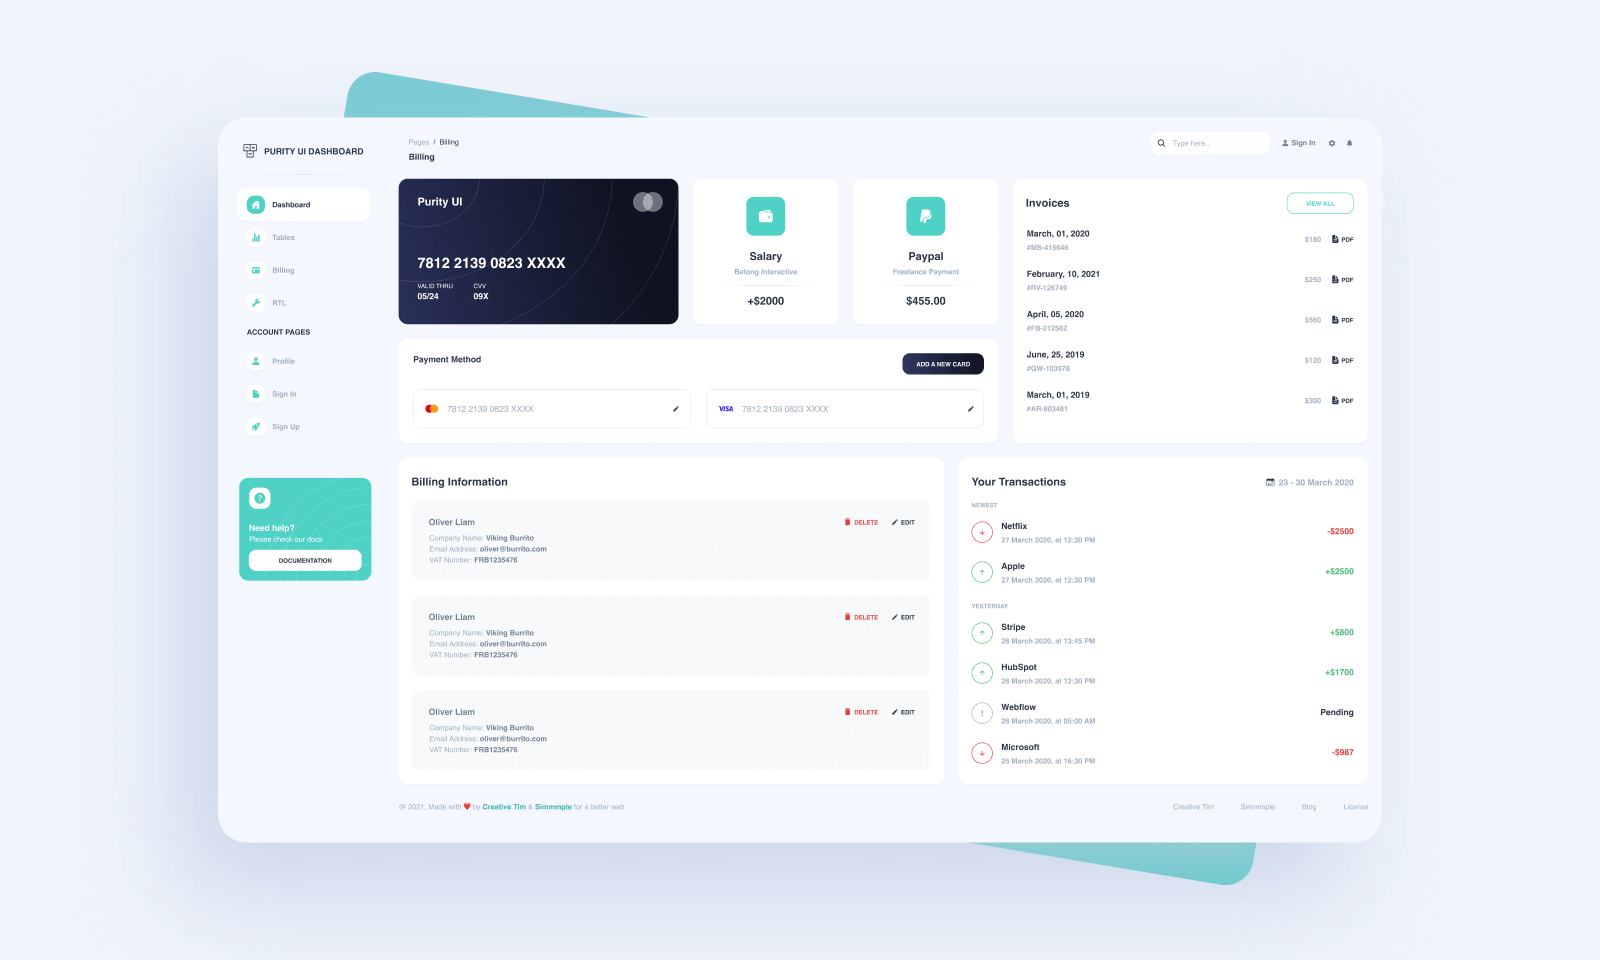 PURITY UI DASHBOARD
Dashboard
Tables
Billing
RTL
ACCOUNT PAGES
Profile
Sign In
Sign Up
Need help?
Please check our docs
DOCUMENTATION
Pages / Billing
Billing
Type here...
Sign In
Purity UI
7812 2139 0823 XXXX
VALID THRU CVV
05/24 09X
Salary
Belong Interactive
+$2000
Paypal
Freelance Payment
$455.00
Invoices
VIEW ALL
March, 01, 2020
#MS-415646
$180 PDF
February, 10, 2021
#RV-126749
$250 PDF
April, 05, 2020
#FB-212562
$560 PDF
June, 25, 2019
#QW-103578
$120 PDF
March, 01, 2019
#AR-803481
$300 PDF
Payment Method
ADD A NEW CARD
7812 2139 0823 XXXX
VISA 7812 2139 0823 XXXX
Billing Information
Oliver Liam
DELETE EDIT
Company Name: Viking Burrito
Email Address: oliver@burrito.com
VAT Number: FRB1235476
Oliver Liam
DELETE EDIT
Company Name: Viking Burrito
Email Address: oliver@burrito.com
VAT Number: FRB1235476
Oliver Liam
DELETE EDIT
Company Name: Viking Burrito
Email Address: oliver@burrito.com
VAT Number: FRB1235476
Your Transactions
23 - 30 March 2020
NEWEST
Netflix
27 March 2020, at 12:30 PM
-$2500
Apple
27 March 2020, at 12:30 PM
+$2500
YESTERDAY
Stripe
26 March 2020, at 13:45 PM
+$800
HubSpot
26 March 2020, at 12:30 PM
+$1700
Webflow
26 March 2020, at 05:00 AM
Pending
Microsoft
25 March 2020, at 16:30 PM
-$987
@ 2021, Made with ❤️ by Creative Tim & Simmmple for a better web
Creative Tim Simmmple Blog License